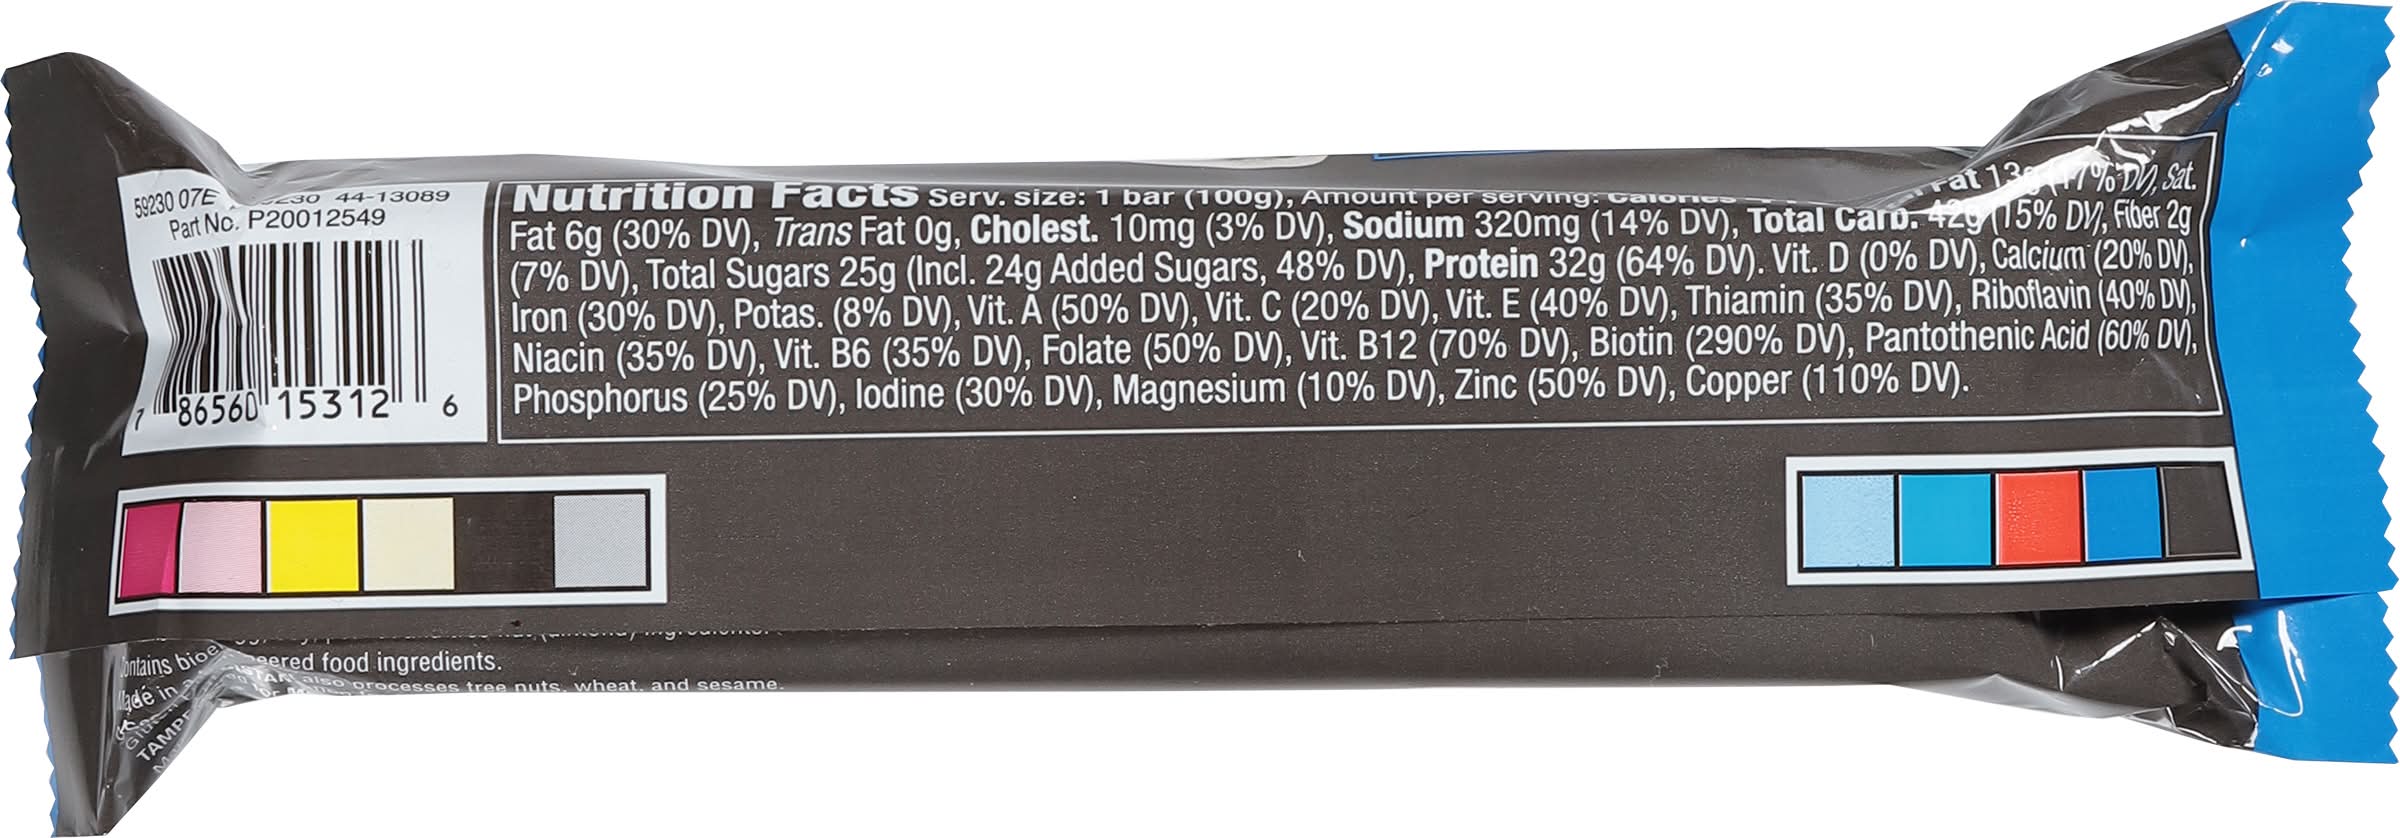 59230 07E 44-13089
Part No. P20012549
7 86560 15312 6
Nutrition Facts Serv. size: 1 bar (100g), Amount per serving: Calories Fat 13g (17% DV), Sat.
Fat 6g (30% DV), Trans Fat 0g, Cholest. 10mg (3% DV), Sodium 320mg (14% DV), Total Carb. 42g (15% DV), Fiber 2g
(7% DV), Total Sugars 25g (Incl. 24g Added Sugars, 48% DV), Protein 32g (64% DV). Vit. D (0% DV), Calcium (20% DV),
Iron (30% DV), Potas. (8% DV), Vit. A (50% DV), Vit. C (20% DV), Vit. E (40% DV), Thiamin (35% DV), Riboflavin (40% DV),
Niacin (35% DV), Vit. B6 (35% DV), Folate (50% DV), Vit. B12 (70% DV), Biotin (290% DV), Pantothenic Acid (60% DV),
Phosphorus (25% DV), Iodine (30% DV), Magnesium (10% DV), Zinc (50% DV), Copper (110% DV).
(almond) ingredients.
food ingredients.
also processes tree nuts, wheat, and sesame.